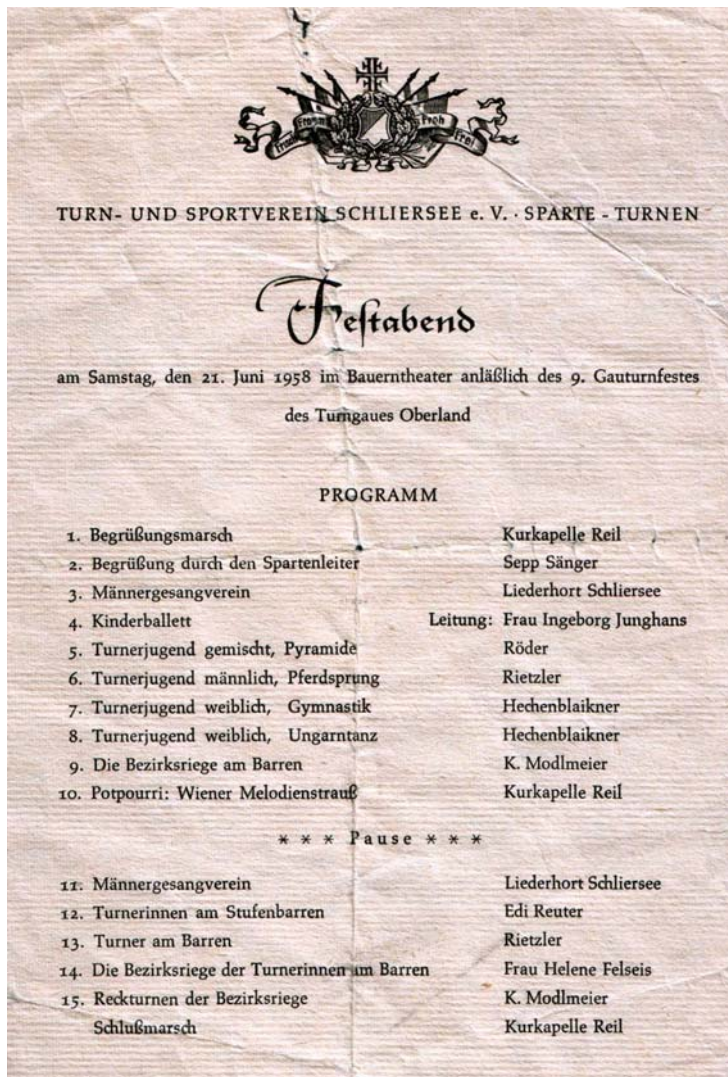 Frisch Fromm Froh Frei
TURN- UND SPORTVEREIN SCHLIERSEE e. V. · SPARTE - TURNEN
Festabend
am Samstag, den 21. Juni 1958 im Bauerntheater anläßlich des 9. Gauturnfestes
des Turngaues Oberland
PROGRAMM
1. Begrüßungsmarsch Kurkapelle Reil
2. Begrüßung durch den Spartenleiter Sepp Sänger
3. Männergesangverein Liederhort Schliersee
4. Kinderballett Leitung: Frau Ingeborg Junghans
5. Turnerjugend gemischt, Pyramide Röder
6. Turnerjugend männlich, Pferdsprung Rietzler
7. Turnerjugend weiblich, Gymnastik Hechenblaikner
8. Turnerjugend weiblich, Ungarntanz Hechenblaikner
9. Die Bezirksriege am Barren K. Modlmeier
10. Potpourri: Wiener Melodienstrauß Kurkapelle Reil
* * * Pause * * *
11. Männergesangverein Liederhort Schliersee
12. Turnerinnen am Stufenbarren Edi Reuter
13. Turner am Barren Rietzler
14. Die Bezirksriege der Turnerinnen am Barren Frau Helene Felseis
15. Reckturnen der Bezirksriege K. Modlmeier
Schlußmarsch Kurkapelle Reil